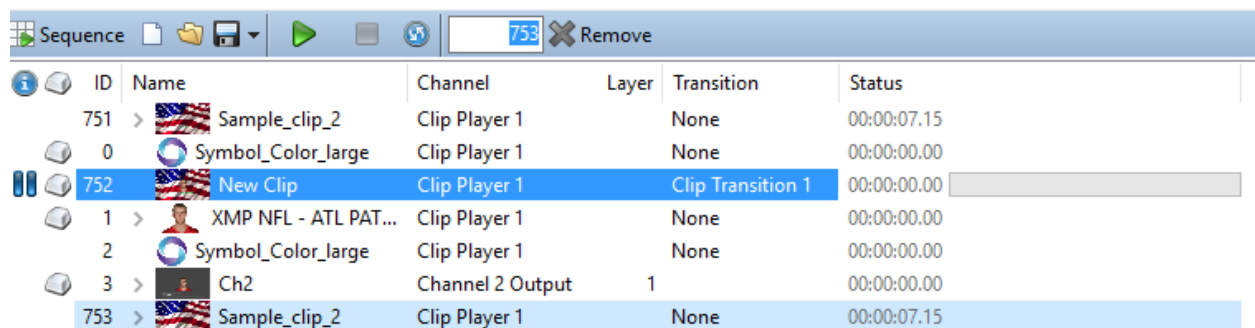 Sequence 753 Remove
ID Name Channel Layer Transition Status
751 Sample_clip_2 Clip Player 1 None 00:00:07.15
0 Symbol_Color_large Clip Player 1 None 00:00:00.00
752 New Clip Clip Player 1 Clip Transition 1 00:00:00.00
1 XMP NFL - ATL PAT... Clip Player 1 None 00:00:00.00
2 Symbol_Color_large Clip Player 1 None 00:00:00.00
3 Ch2 Channel 2 Output 1 00:00:00.00
753 Sample_clip_2 Clip Player 1 None 00:00:07.15